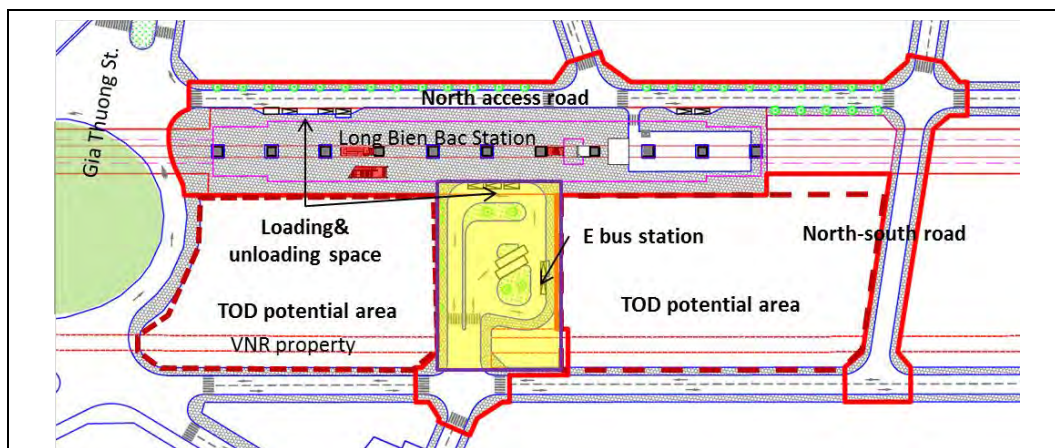 Gia Thuong St.
North access road
Long Bien Bac Station
Loading&
unloading space
E bus station
North-south road
TOD potential area
TOD potential area
VNR property